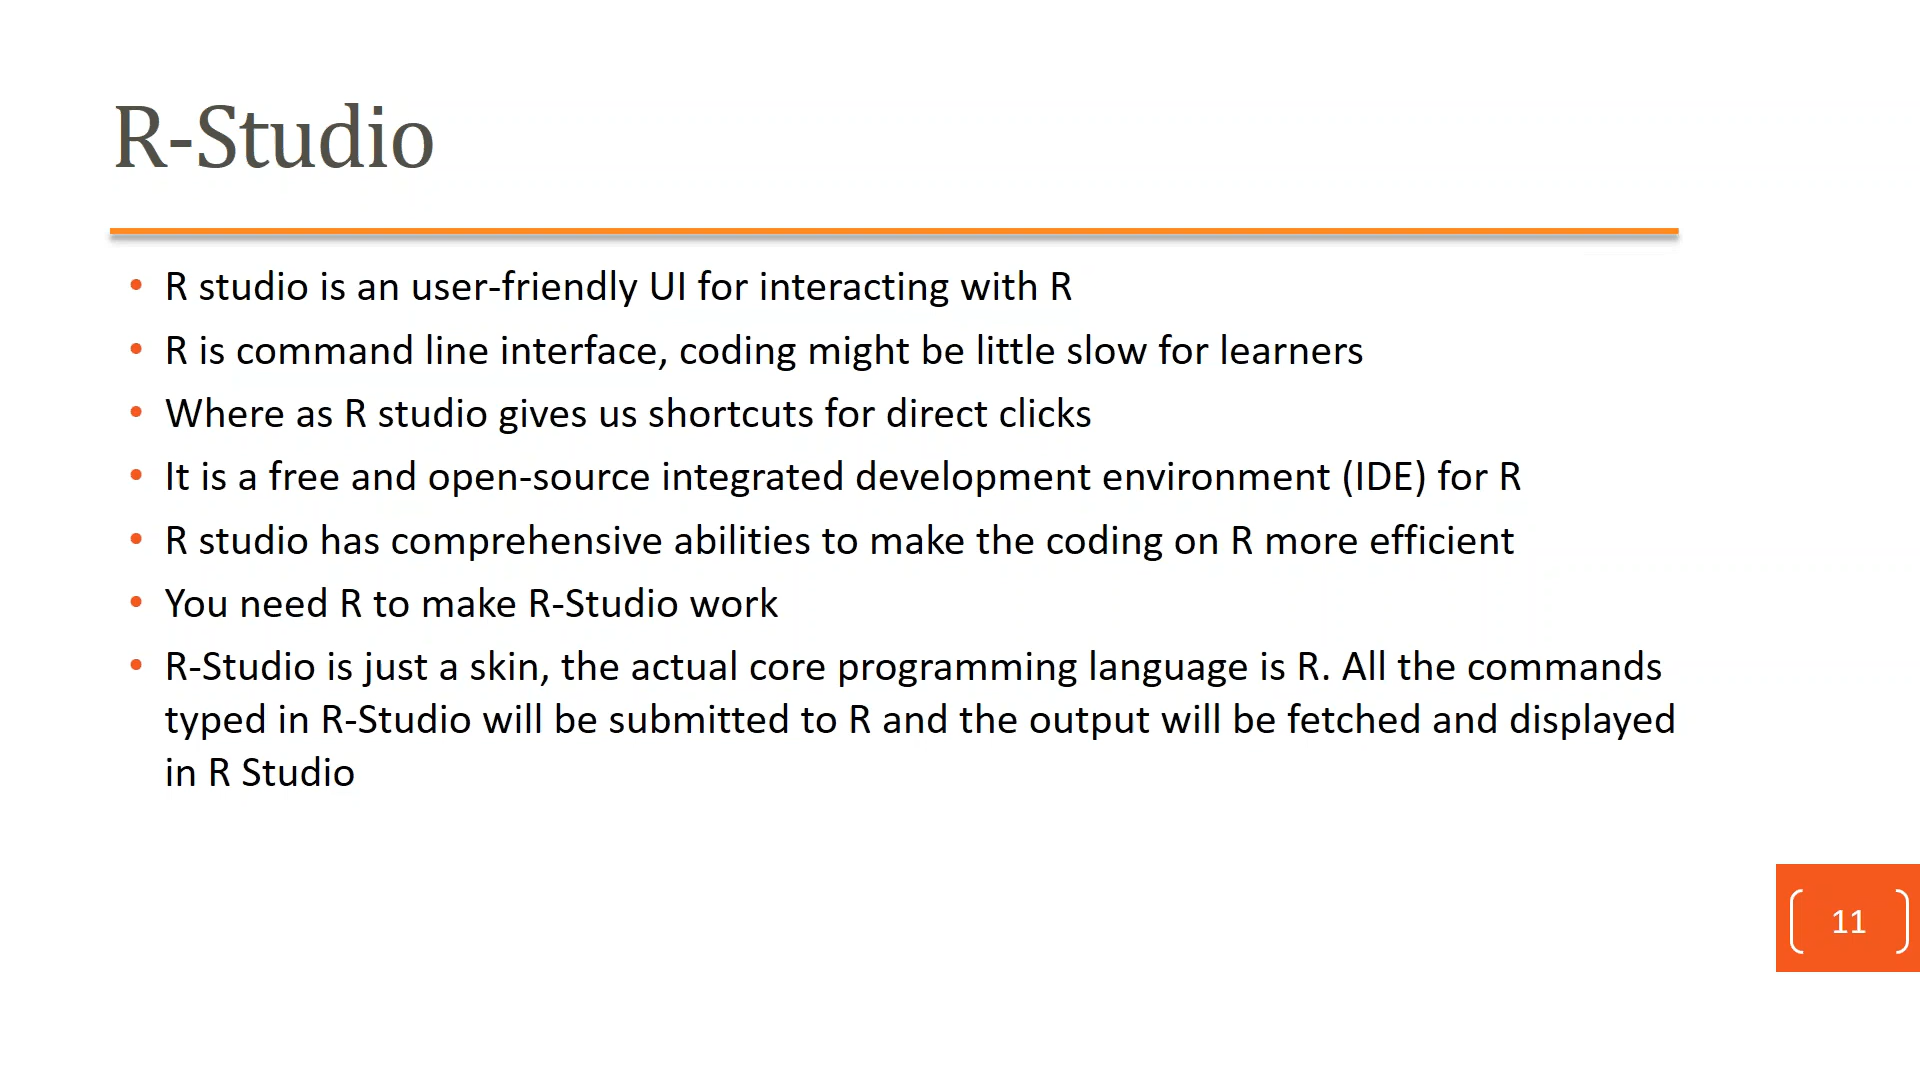 R-Studio
• R studio is an user-friendly UI for interacting with R
• R is command line interface, coding might be little slow for learners
• Where as R studio gives us shortcuts for direct clicks
• It is a free and open-source integrated development environment (IDE) for R
• R studio has comprehensive abilities to make the coding on R more efficient
• You need R to make R-Studio work
• R-Studio is just a skin, the actual core programming language is R. All the commands
typed in R-Studio will be submitted to R and the output will be fetched and displayed
in R Studio
11